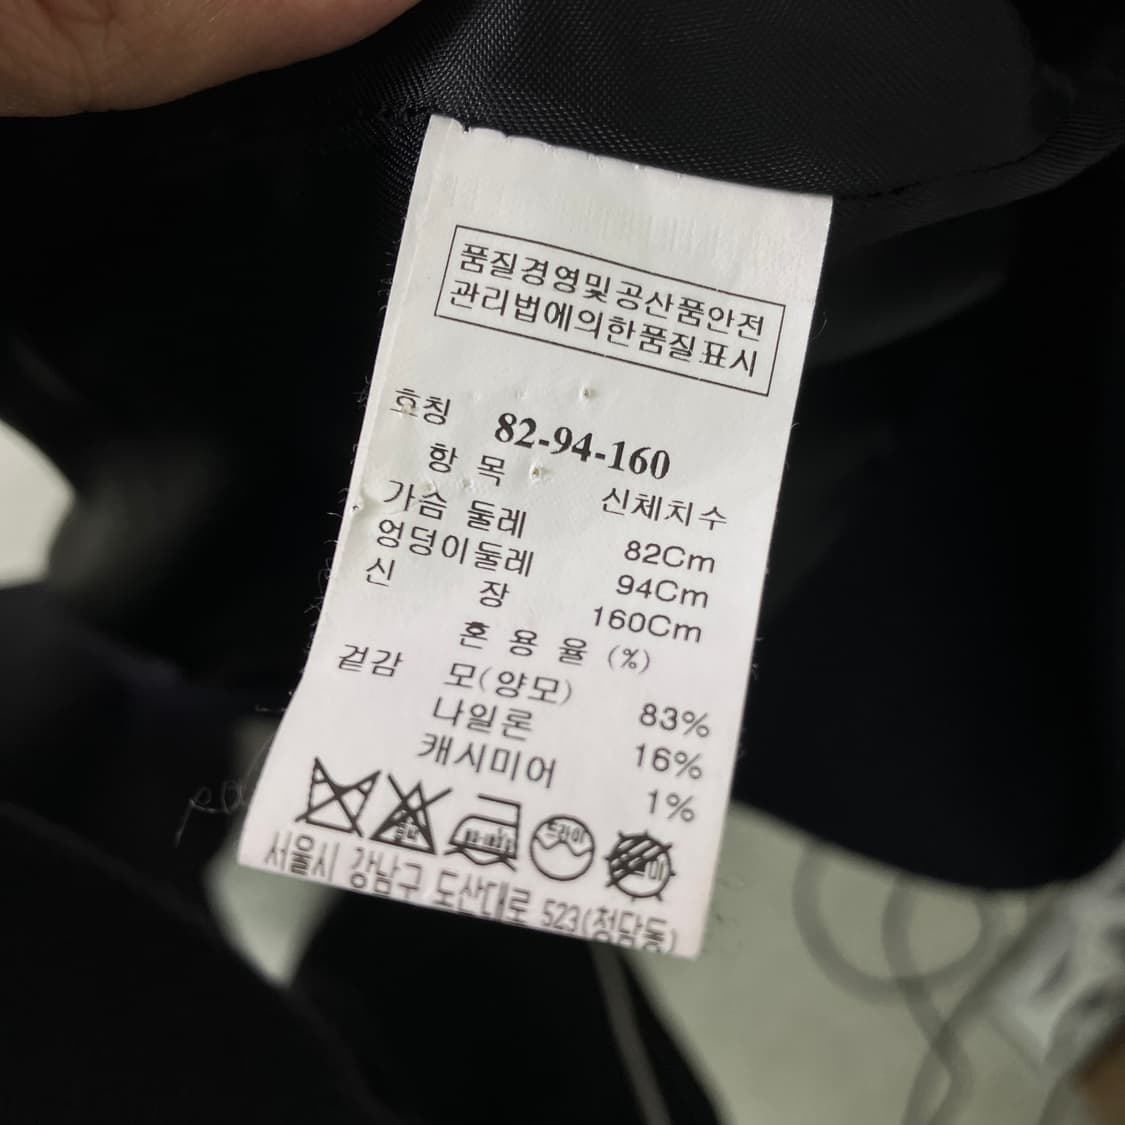 품질경영및공산품안전
관리법에의한품질표시
호칭 82-94-160
항 목 신체치수
가슴 둘레 82Cm
엉덩이둘레 94Cm
신 장 160Cm
혼 용 율 (%)
겉감 모(양모) 83%
나일론 16%
캐시미어 1%
드라이
서울시 강남구 도산대로 523(청담동)